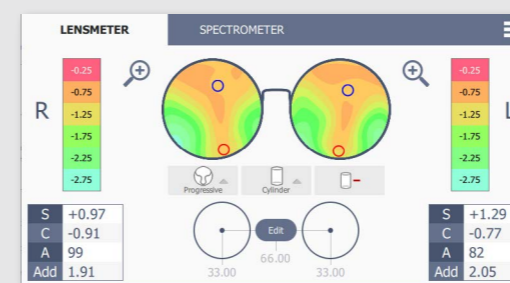 LENSMETER SPECTROMETER
-0.25 -0.25
-0.75 -0.75
R -1.25 -1.25 L
-1.75 -1.75
-2.25 -2.25
-2.75 -2.75
Progressive Cylinder
S +0.97 S +1.29
C -0.91 Edit C -0.77
A 99 66.00 A 82
Add 1.91 33.00 33.00 Add 2.05